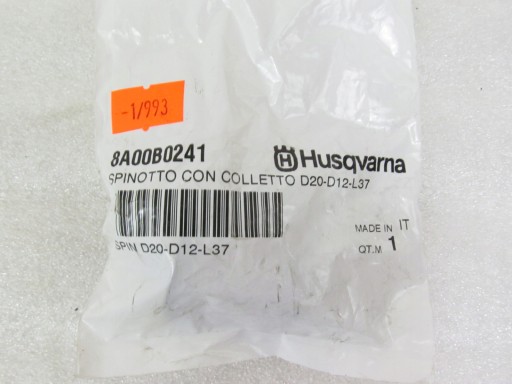 -1/993
8A00B0241
Husqvarna
SPINOTTO CON COLLETTO D20-D12-L37
SPIN D20-D12-L37
MADE IN IT
QT.M 1